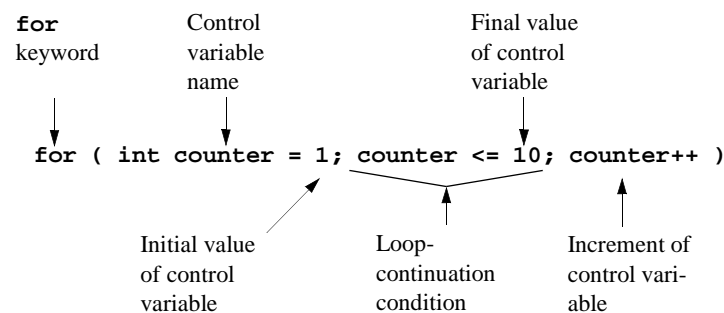 for
keyword
Control
variable
name
Final value
of control
variable
for ( int counter = 1; counter <= 10; counter++ )
Initial value
of control
variable
Loop-
continuation
condition
Increment of
control vari-
able